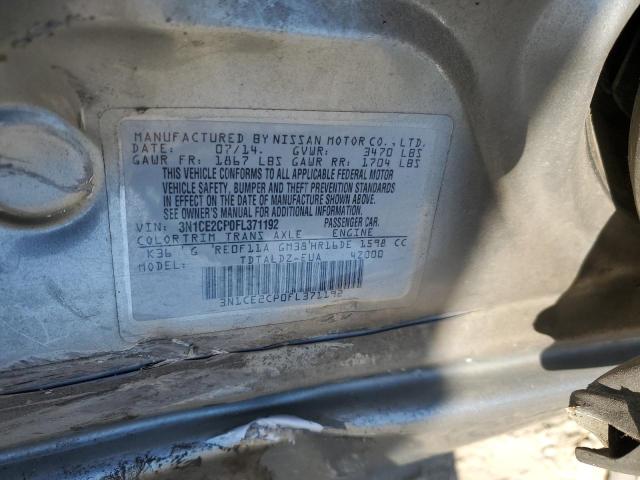 MANUFACTURED BY NISSAN MOTOR CO., LTD.
DATE: 07/14. GVWR: 3470 LBS
GAWR FR: 1867 LBS GAWR RR: 1704 LBS
THIS VEHICLE CONFORMS TO ALL APPLICABLE FEDERAL MOTOR
VEHICLE SAFETY, BUMPER AND THEFT PREVENTION STANDARDS
IN EFFECT ON THE DATE OF MANUFACTURE SHOWN ABOVE.
SEE OWNER'S MANUAL FOR ADDITIONAL INFORMATION.
VIN: 3N1CE2CP0FL371192 PASSENGER CAR.
COLOR TRIM TRANS AXLE ENGINE
K36 G RE0F11A GM38 HR16DE 1598 CC
MODEL: TDTALDZ-EUA 42000
3N1CE2CP0FL371192